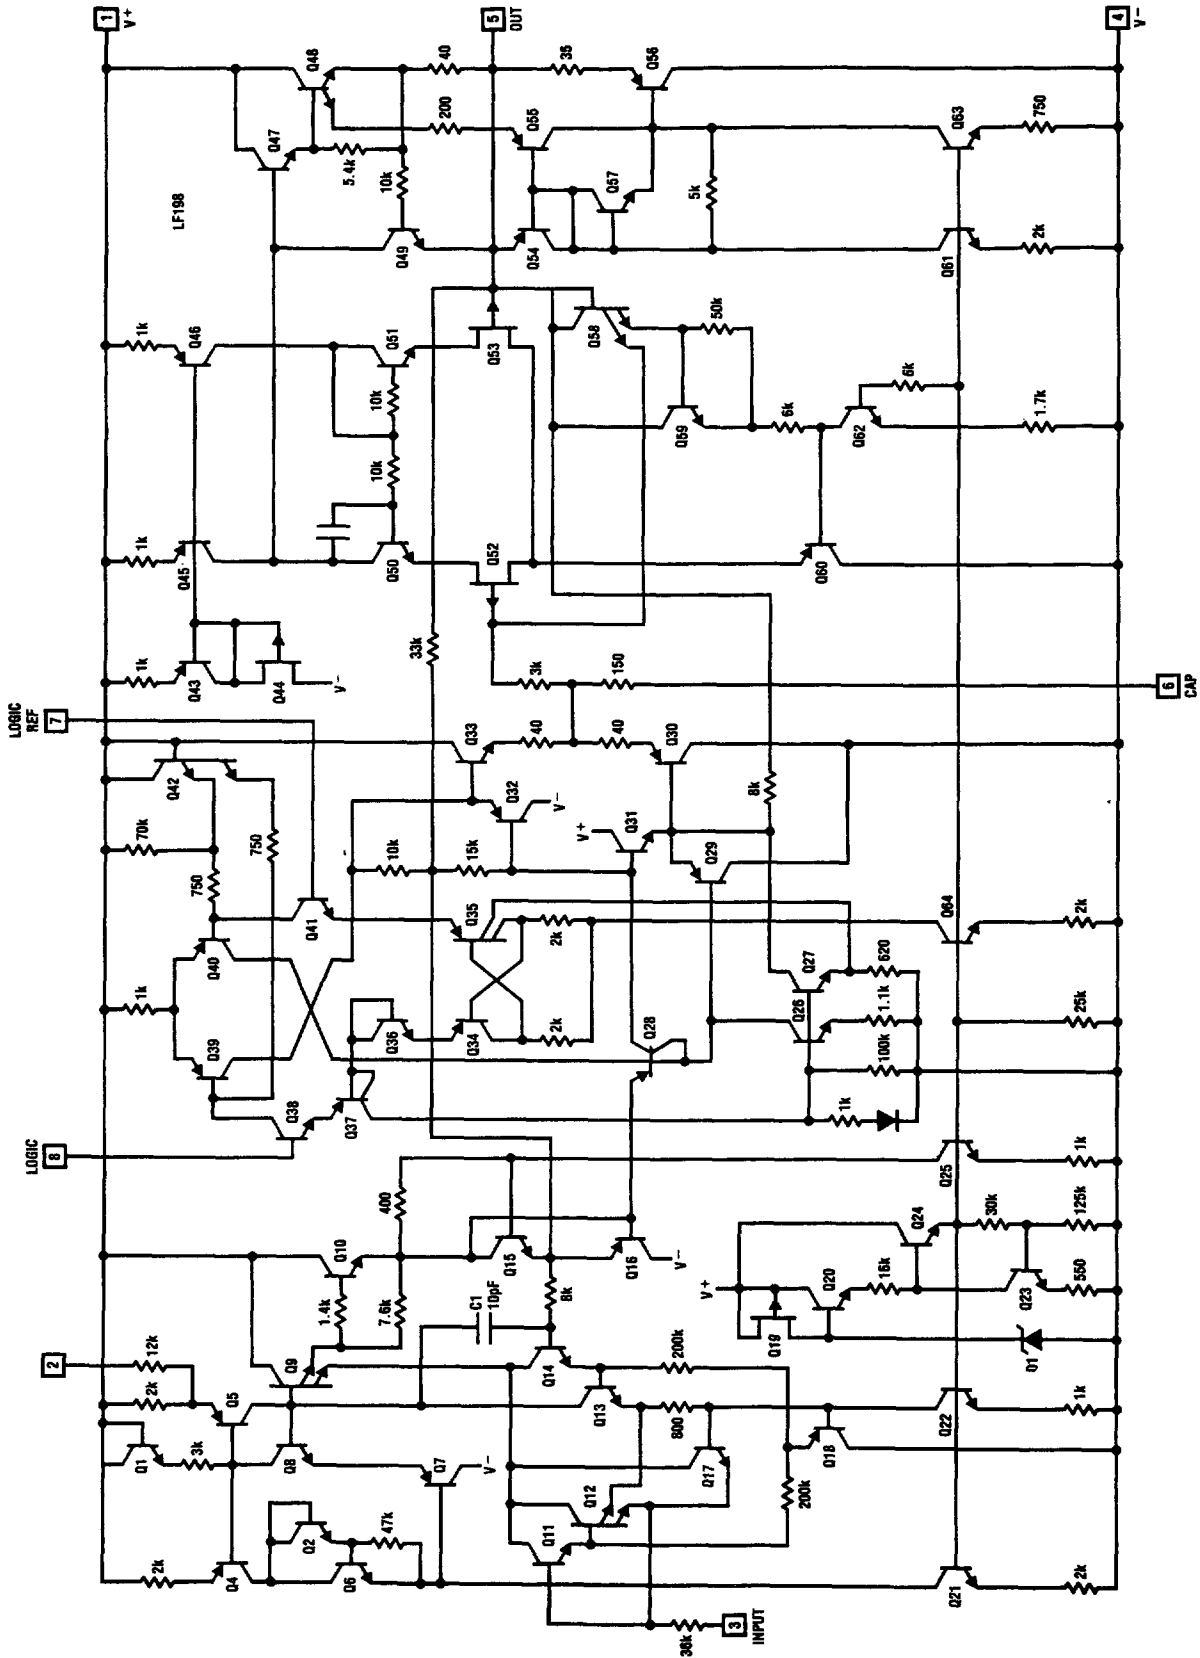 1
V+
5
OUT
4
V-
Q48
40
35
Q56
200
Q55
Q63
750
Q47
5.4k
10k
Q57
5k
LF198
Q49
Q54
Q61
2k
1k
Q46
Q51
Q53
Q58
50k
10k
6k
Q59
6k
Q62
1.7k
10k
1k
Q45
Q50
Q52
Q60
33k
1k
Q43
Q44
V-
3k
150
6
CAP
LOGIC
REF
7
Q33
40
40
Q30
Q42
Q32
V-
8k
70k
750
V+
Q31
10k
15k
Q29
750
Q41
Q35
2k
Q64
2k
Q40
Q27
620
1k
Q26
1.1k
25k
Q36
Q34
2k
Q28
100k
Q39
Q38
Q37
1k
LOGIC
8
400
Q25
1k
Q10
Q15
Q16
V-
Q24
30k
125k
1.4k
7.6k
8k
V+
Q20
16k
Q23
550
C1
10pF
Q19
D1
2
12k
2k
Q9
Q14
200k
Q5
Q13
800
Q22
1k
Q1
3k
Q8
Q7
V-
Q17
Q18
Q12
200k
Q2
47k
Q11
2k
Q4
Q6
Q21
2k
36k
3
INPUT